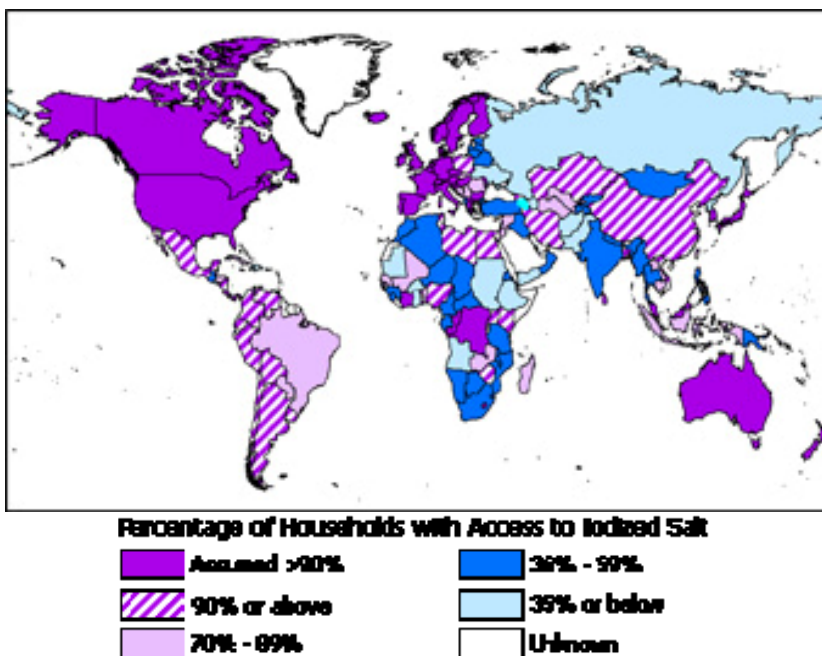 Percentage of Households with Access to Iodized Salt
Assumed >90%
90% or above
70% - 89%
or below
Unknown